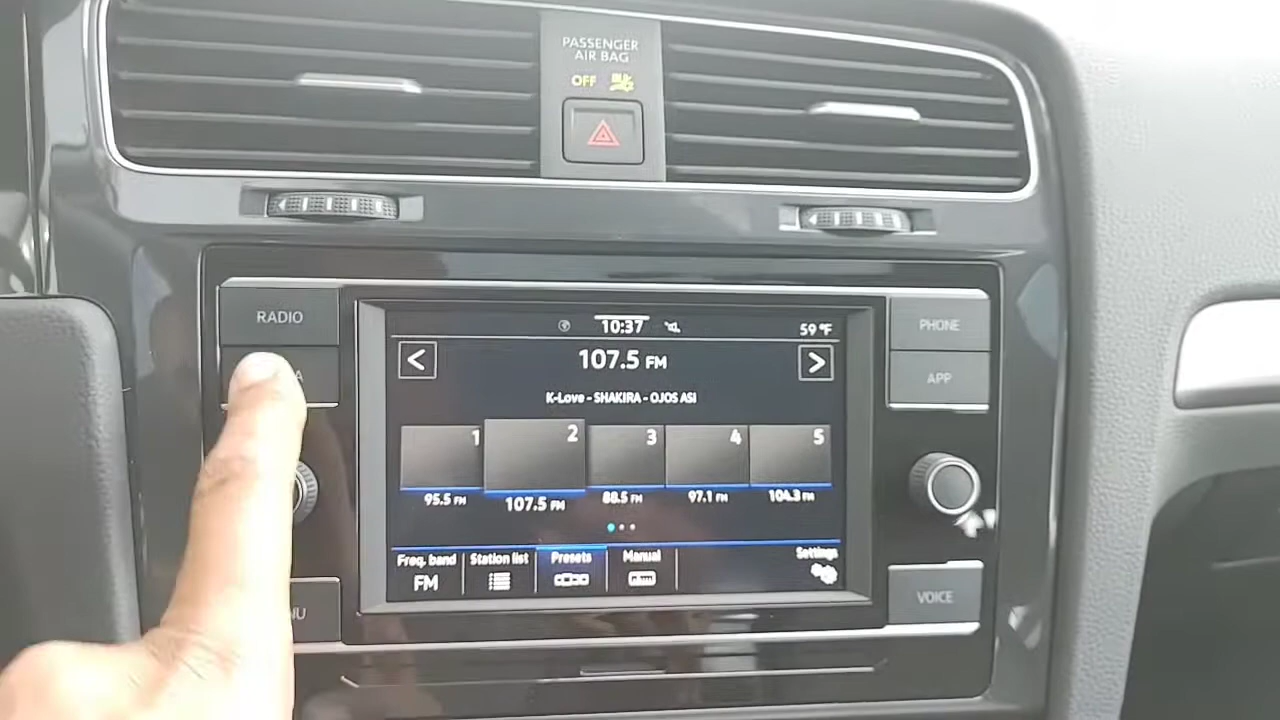 PASSENGER
AIR BAG
OFF
RADIO
10:37
59 °F
PHONE
< 107.5 FM >
APP
K-Love - SHAKIRA - OJOS ASI
1 2 3 4 5
95.5 FM 107.5 FM 88.5 FM 97.1 FM 104.3 FM
Freq. band Station list Presets Manual Settings
FM
VOICE